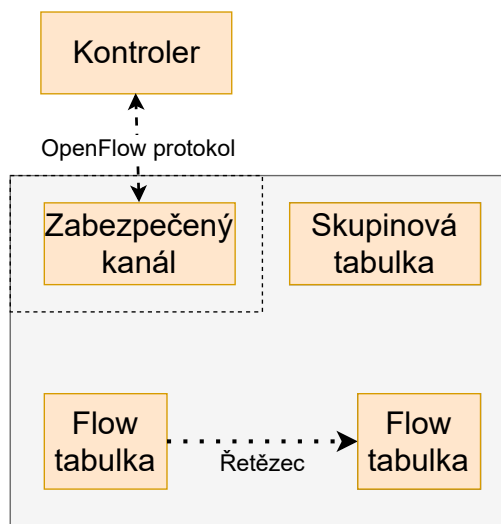 Kontroler
OpenFlow protokol
Zabezpečený
kanál
Skupinová
tabulka
Flow
tabulka
Řetězec
Flow
tabulka